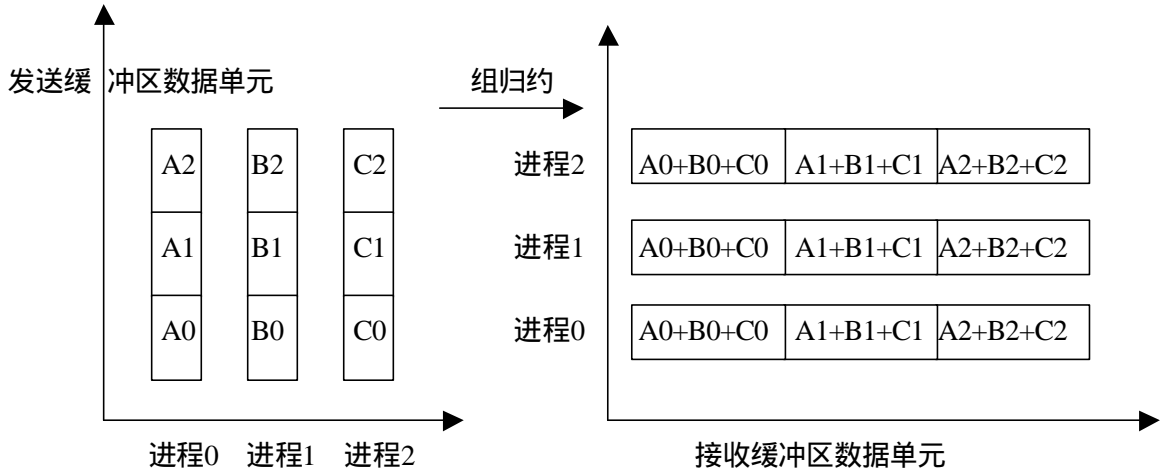 发送缓冲区数据单元
组归约
A2 B2 C2
A1 B1 C1
A0 B0 C0
进程0 进程1 进程2
进程2 A0+B0+C0 A1+B1+C1 A2+B2+C2
进程1 A0+B0+C0 A1+B1+C1 A2+B2+C2
进程0 A0+B0+C0 A1+B1+C1 A2+B2+C2
接收缓冲区数据单元